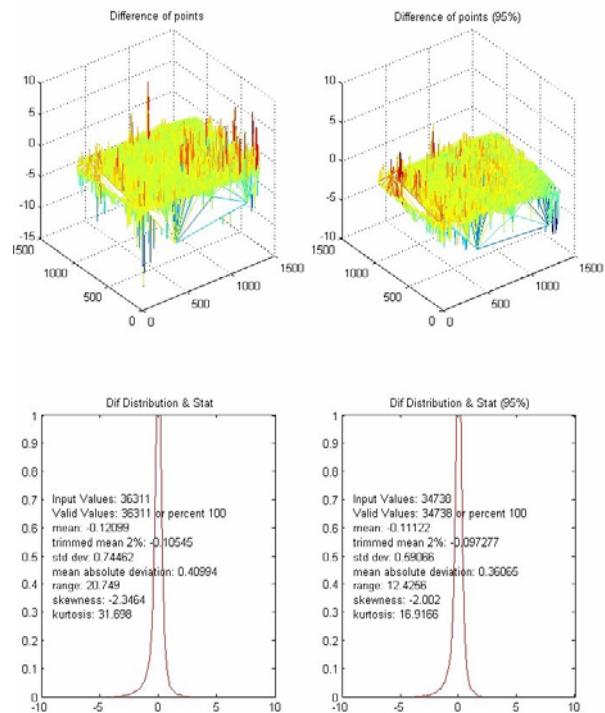 Difference of points
Difference of points (95%)
10
5
0
-5
-10
-15
1500
1000
500
0
0
500
1000
1500
10
5
0
-5
-10
1500
1000
500
0
0
500
1000
1500
Dif Distribution & Stat
1
0.9
0.8
0.7
0.6
0.5
0.4
0.3
0.2
0.1
0
-10
-5
0
5
10
Input Values: 36311
Valid Values: 36311 or percent 100
mean: -0.12099
trimmed mean 2%: -0.10545
std dev: 0.74462
mean absolute deviation: 0.40994
range: 20.749
skewness: -2.3464
kurtosis: 31.698
Dif Distribution & Stat (95%)
1
0.9
0.8
0.7
0.6
0.5
0.4
0.3
0.2
0.1
0
-10
-5
0
5
10
Input Values: 34738
Valid Values: 34738 or percent 100
mean: -0.11122
trimmed mean 2%: -0.097277
std dev: 0.59066
mean absolute deviation: 0.36065
range: 12.4256
skewness: -2.002
kurtosis: 16.9166